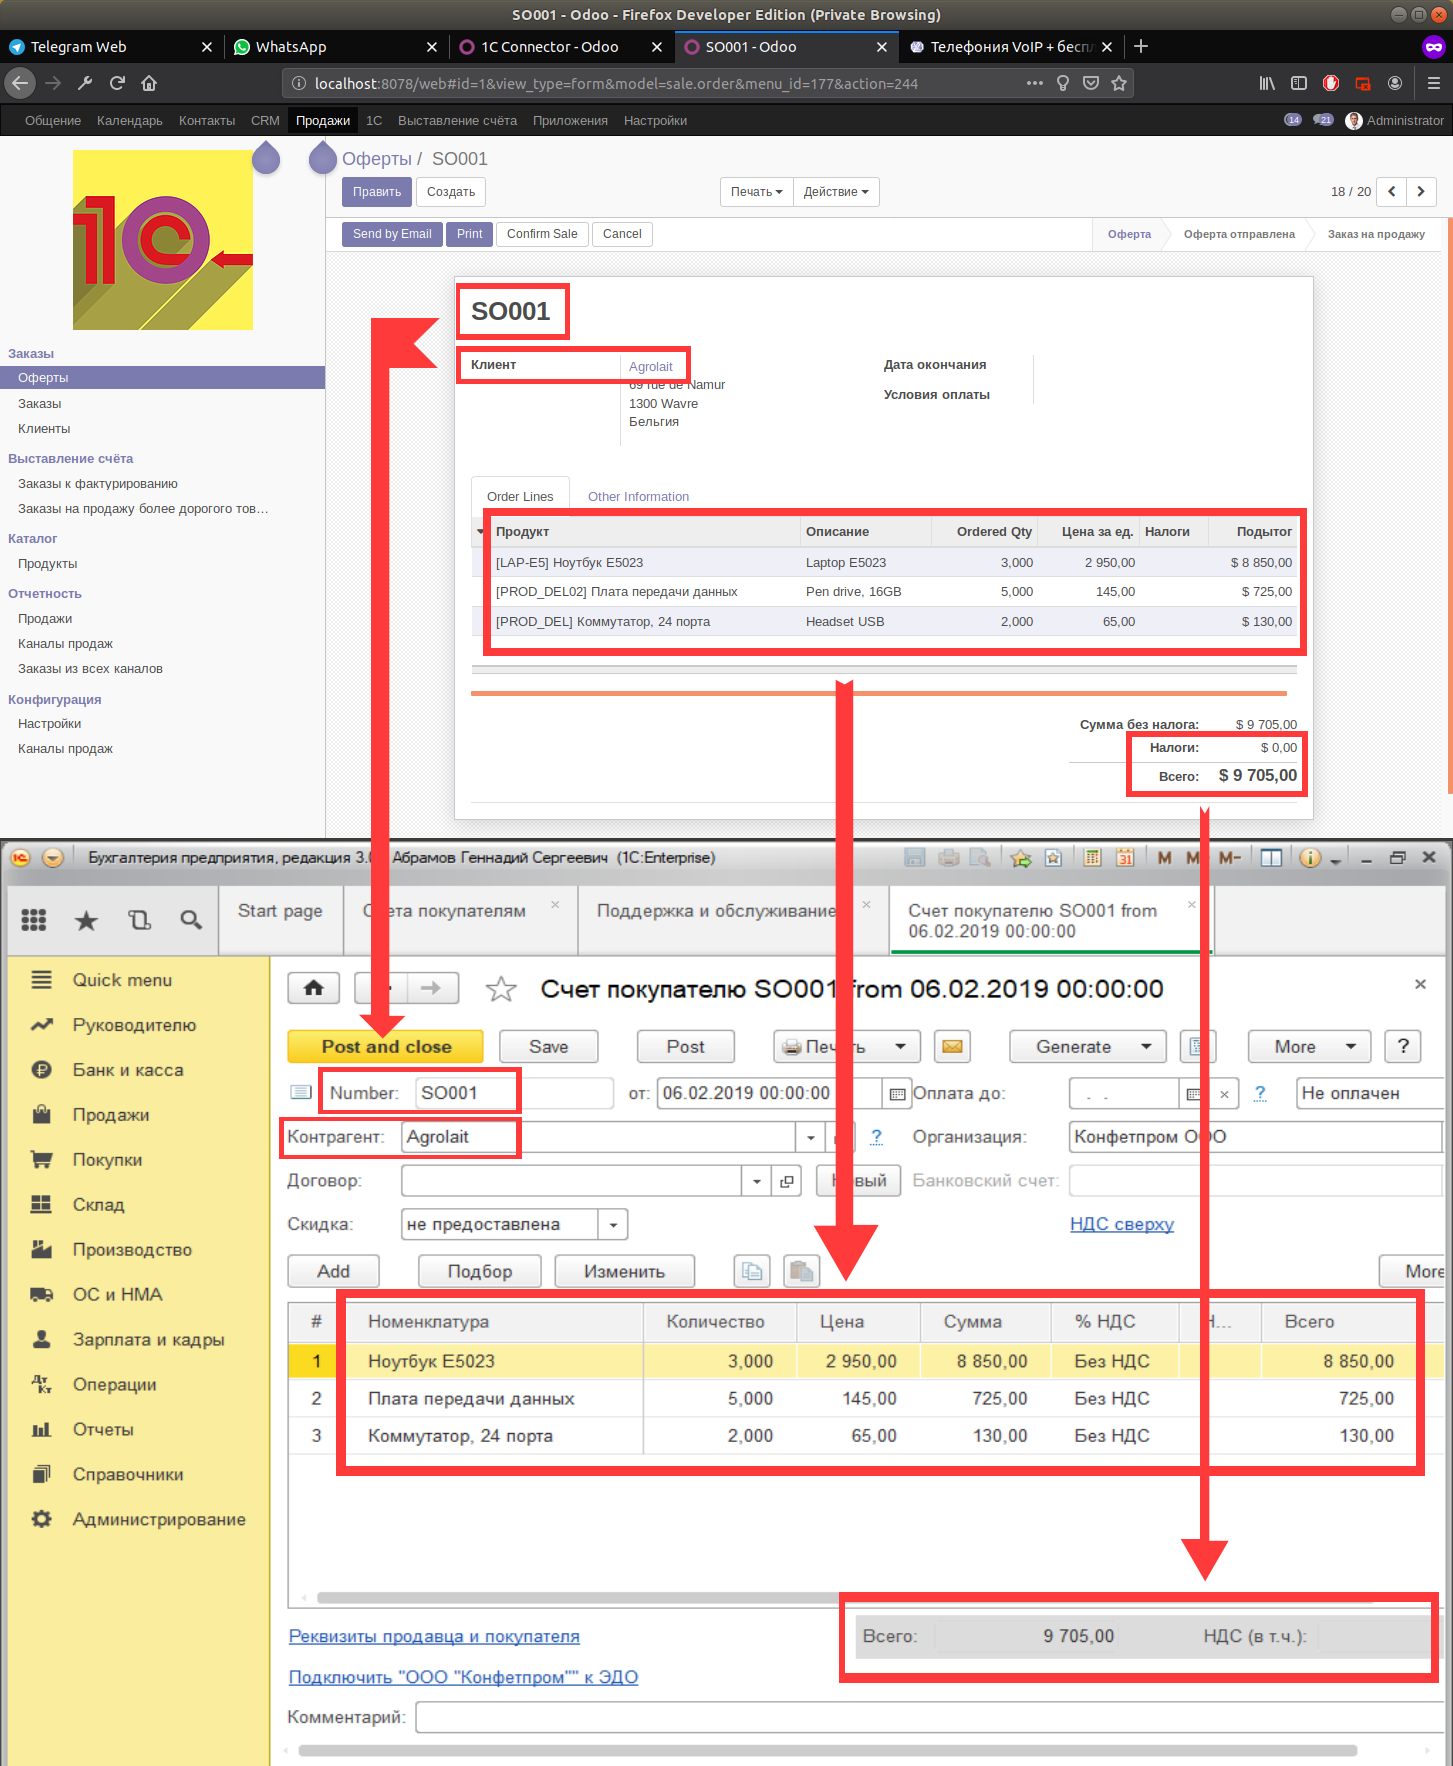 SO001 - Odoo - Firefox Developer Edition (Private Browsing)
Telegram Web
WhatsApp
1C Connector - Odoo
SO001 - Odoo
Телефония VoIP + бесп
localhost:8078/web#id=1&view_type=form&model=sale.order&menu_id=177&action=244
Общение Календарь Контакты CRM Продажи 1C Выставление счёта Приложения Настройки
14 21 Administrator
1C
Заказы
Оферты
Заказы
Клиенты
Выставление счёта
Заказы к фактурированию
Заказы на продажу более дорогого тов…
Каталог
Продукты
Отчетность
Продажи
Каналы продаж
Заказы из всех каналов
Конфигурация
Настройки
Каналы продаж
Оферты / SO001
Править Создать Печать Действие 18 / 20
Send by Email Print Confirm Sale Cancel Оферта Оферта отправлена Заказ на продажу
SO001
Клиент Agrolait
69 rue de Namur
1300 Wavre
Бельгия
Дата окончания
Условия оплаты
Order Lines Other Information
Продукт Описание Ordered Qty Цена за ед. Налоги Подытог
[LAP-E5] Ноутбук E5023 Laptop E5023 3,000 2 950,00 $ 8 850,00
[PROD_DEL02] Плата передачи данных Pen drive, 16GB 5,000 145,00 $ 725,00
[PROD_DEL] Коммутатор, 24 порта Headset USB 2,000 65,00 $ 130,00
Сумма без налога: $ 9 705,00
Налоги: $ 0,00
Всего: $ 9 705,00
Бухгалтерия предприятия, редакция 3. Абрамов Геннадий Сергеевич (1C:Enterprise)
31 M M M-
Start page
Поддержка и обслуживание
Счет покупателю SO001 from
06.02.2019 00:00:00
покупателям
Quick menu
Руководителю
Банк и касса
Продажи
Покупки
Склад
Производство
ОС и НМА
Зарплата и кадры
Операции
Отчеты
Справочники
Администрирование
Счет покупателю SO001 from 06.02.2019 00:00:00
Post and close Save Post Generate More ?
Number: SO001 от: 06.02.2019 00:00:00 Оплата до: . . ? Не оплачен
Контрагент: Agrolait ? Организация: Конфетпром ООО
Договор: Банковский счет:
Скидка: не предоставлена НДС сверху
Add Подбор Изменить More
# Номенклатура Количество Цена Сумма % НДС Всего
1 Ноутбук E5023 3,000 2 950,00 8 850,00 Без НДС 8 850,00
2 Плата передачи данных 5,000 145,00 725,00 Без НДС 725,00
3 Коммутатор, 24 порта 2,000 65,00 130,00 Без НДС 130,00
Всего: 9 705,00 НДС (в т.ч.):
Реквизиты продавца и покупателя
Подключить "ООО "Конфетпром"" к ЭДО
Комментарий: